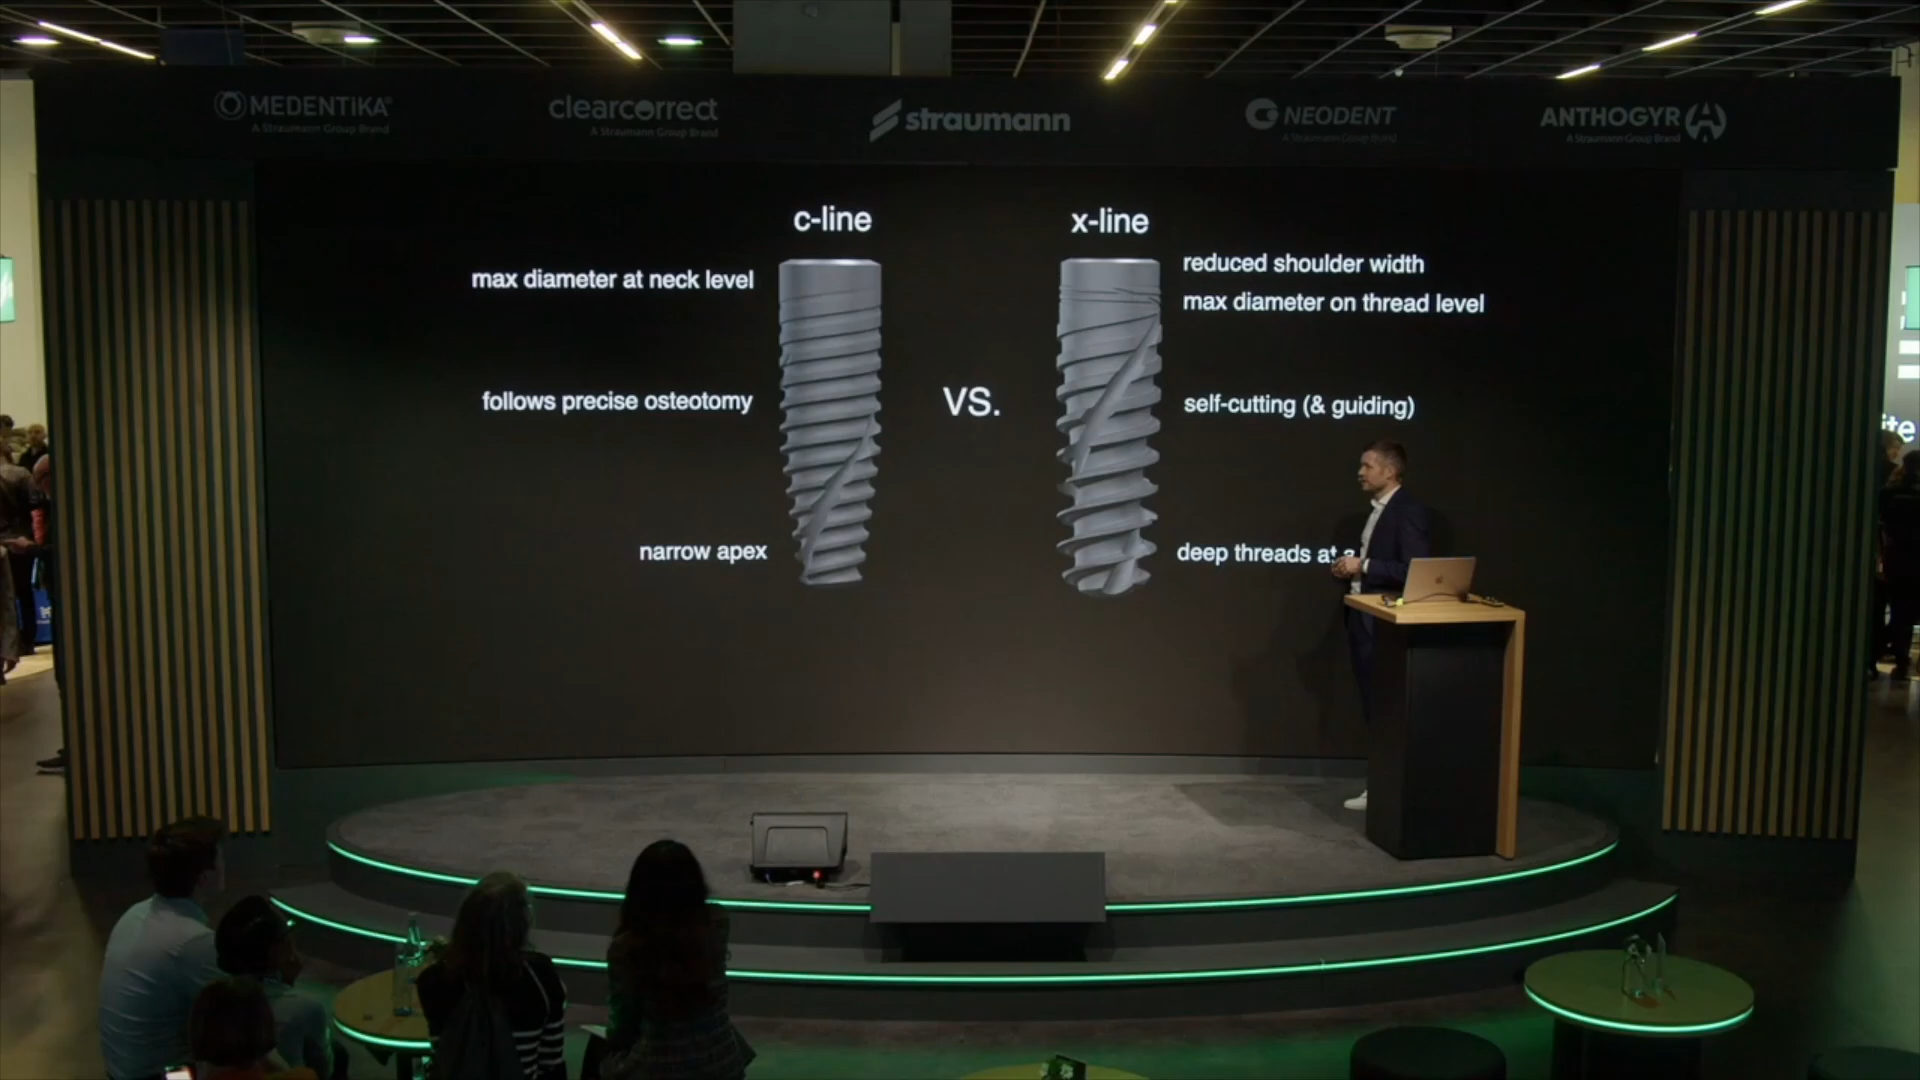 MEDENTiKA®
A Straumann Group Brand
clearcorrect
A Straumann Group Brand
straumann
NEODENT
A Straumann Group Brand
ANTHOGYR
A Straumann Group Brand
c-line
x-line
max diameter at neck level
reduced shoulder width
max diameter on thread level
follows precise osteotomy
vs.
self-cutting (& guiding)
narrow apex
deep threads at
ite